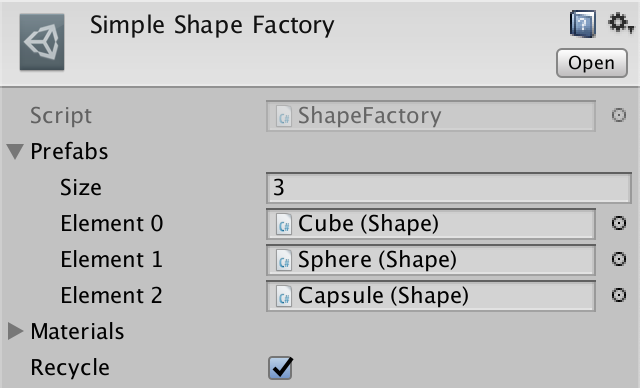 Simple Shape Factory
Open
Script C# ShapeFactory
Prefabs
Size 3
Element 0 C# Cube (Shape)
Element 1 C# Sphere (Shape)
Element 2 C# Capsule (Shape)
Materials
Recycle